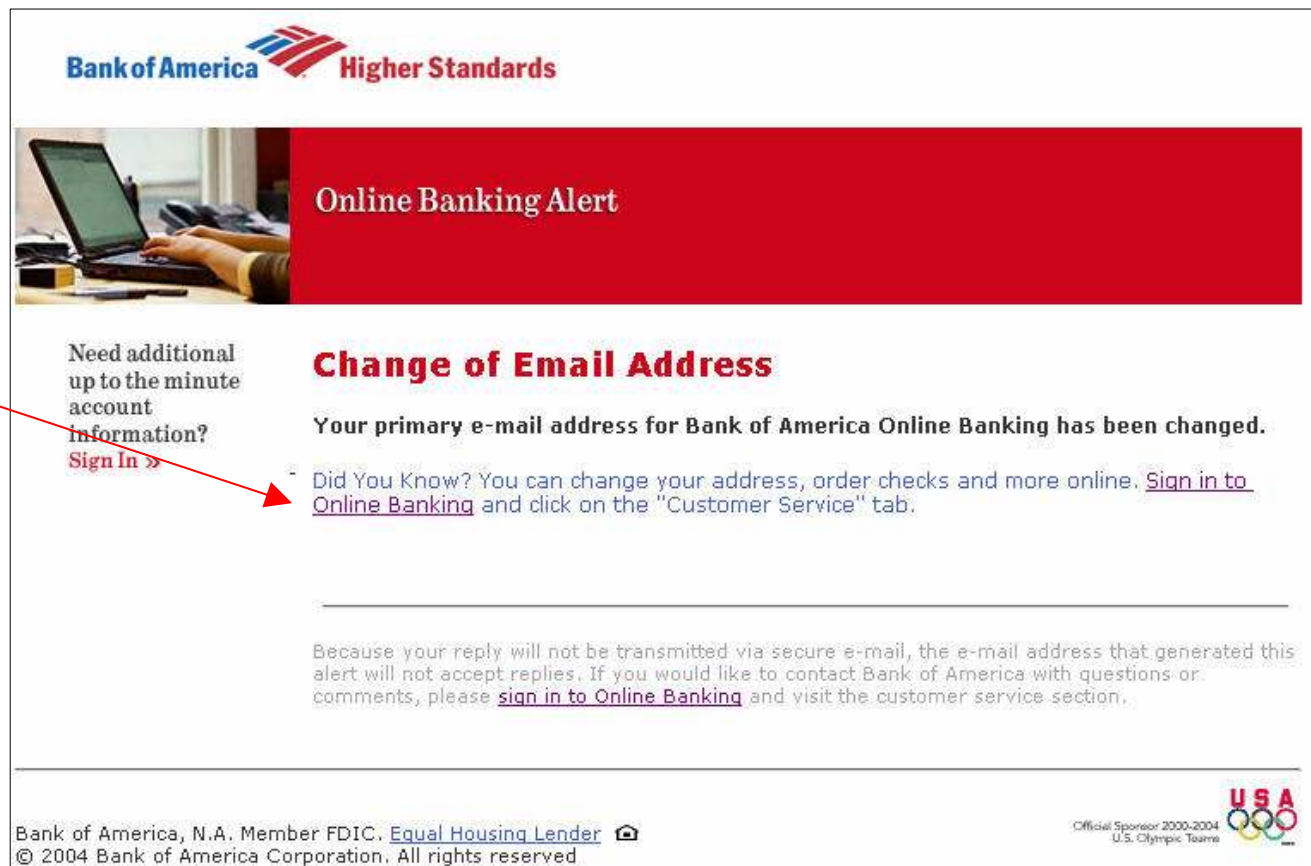 Bank of America Higher Standards
Online Banking Alert
Need additional
up to the minute
account
information?
Sign In »
Change of Email Address
Your primary e-mail address for Bank of America Online Banking has been changed.
Did You Know? You can change your address, order checks and more online. Sign in to
Online Banking and click on the "Customer Service" tab.
Because your reply will not be transmitted via secure e-mail, the e-mail address that generated this
alert will not accept replies. If you would like to contact Bank of America with questions or
comments, please sign in to Online Banking and visit the customer service section.
Bank of America, N.A. Member FDIC. Equal Housing Lender
© 2004 Bank of America Corporation. All rights reserved
Official Sponsor 2000-2004
U.S. Olympic Teams
USA